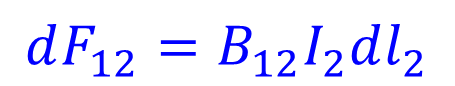 dF₁₂ = B₁₂I₂dl₂